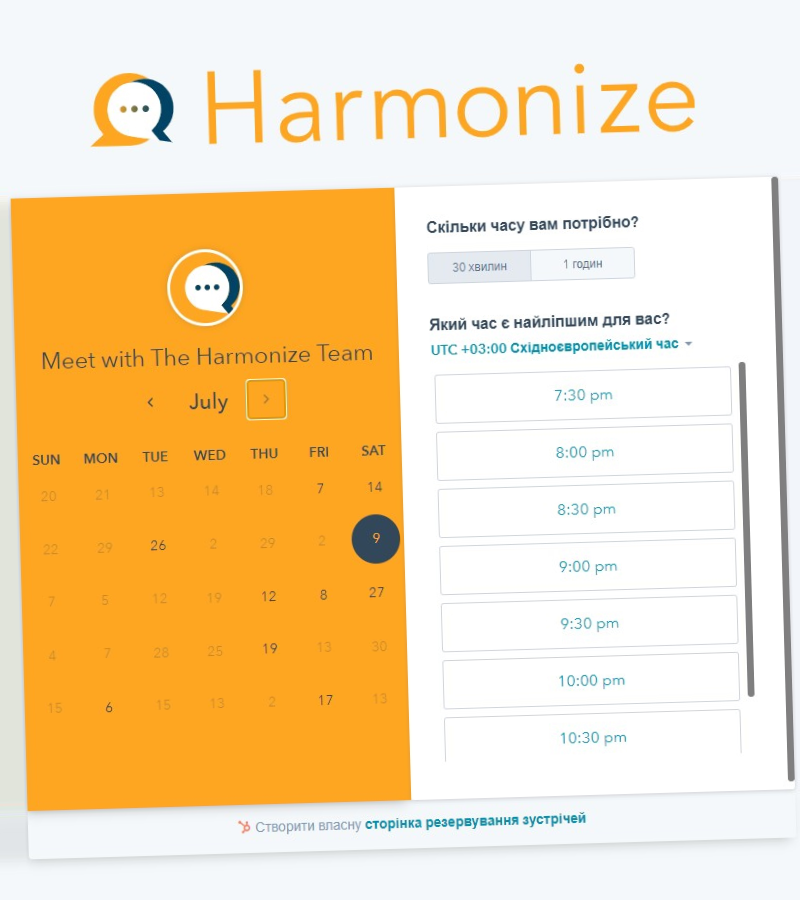 Harmonize
Meet with The Harmonize Team
July
SUN MON TUE WED THU FRI SAT
20 21 13 14 18 7 14
22 29 26 2 29 2 9
7 5 12 19 12 8 27
4 7 28 25 19 13 30
15 6 15 13 2 17 13
Скільки часу вам потрібно?
30 хвилин 1 годин
Який час є найліпшим для вас?
UTC +03:00 Східноєвропейський час
7:30 pm
8:00 pm
8:30 pm
9:00 pm
9:30 pm
10:00 pm
10:30 pm
Створити власну сторінка резервування зустрічей